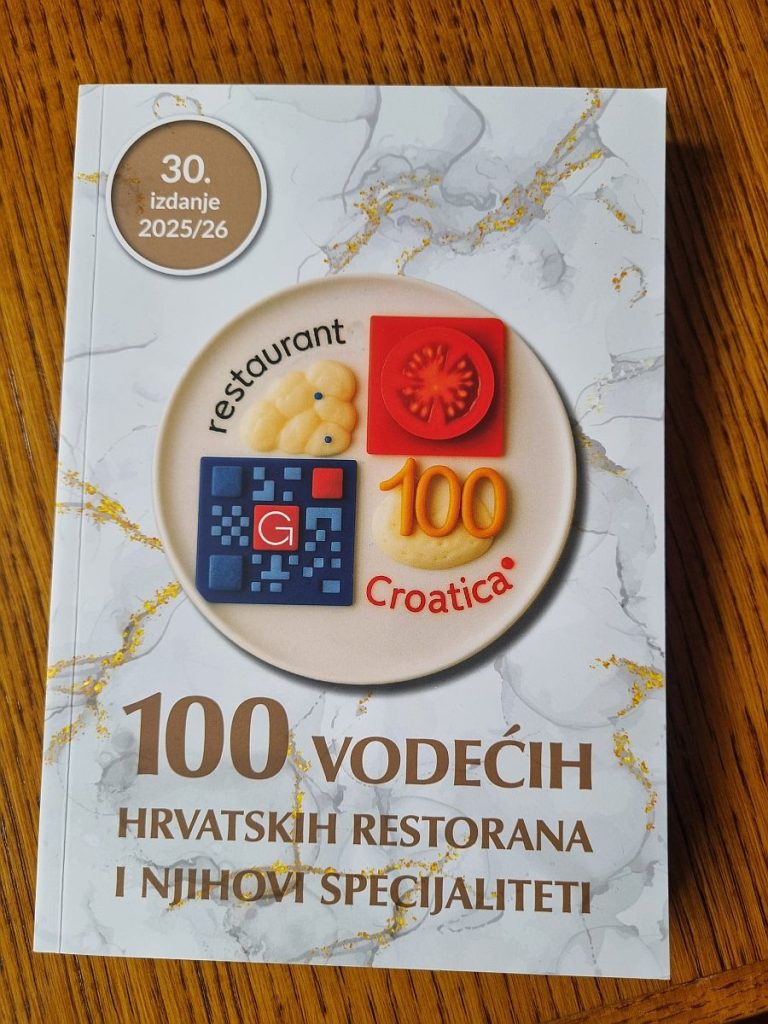 30.
izdanje
2025/26
restaurant
G
100
Croatica
100 VODEĆIH
HRVATSKIH RESTORANA
I NJIHOVI SPECIJALITETI